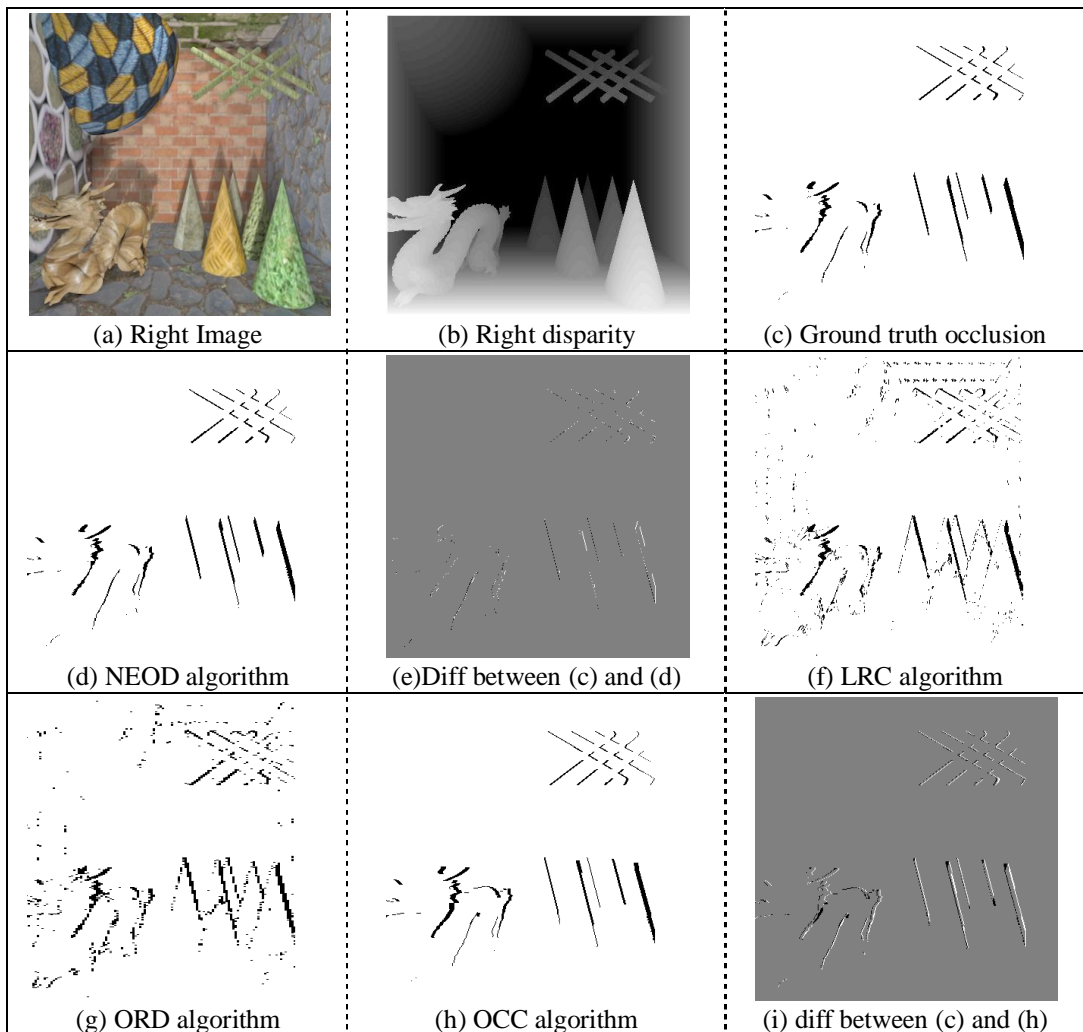 (a) Right Image
(b) Right disparity
(c) Ground truth occlusion
(d) NEOD algorithm
(e)Diff between (c) and (d)
(f) LRC algorithm
(g) ORD algorithm
(h) OCC algorithm
(i) diff between (c) and (h)